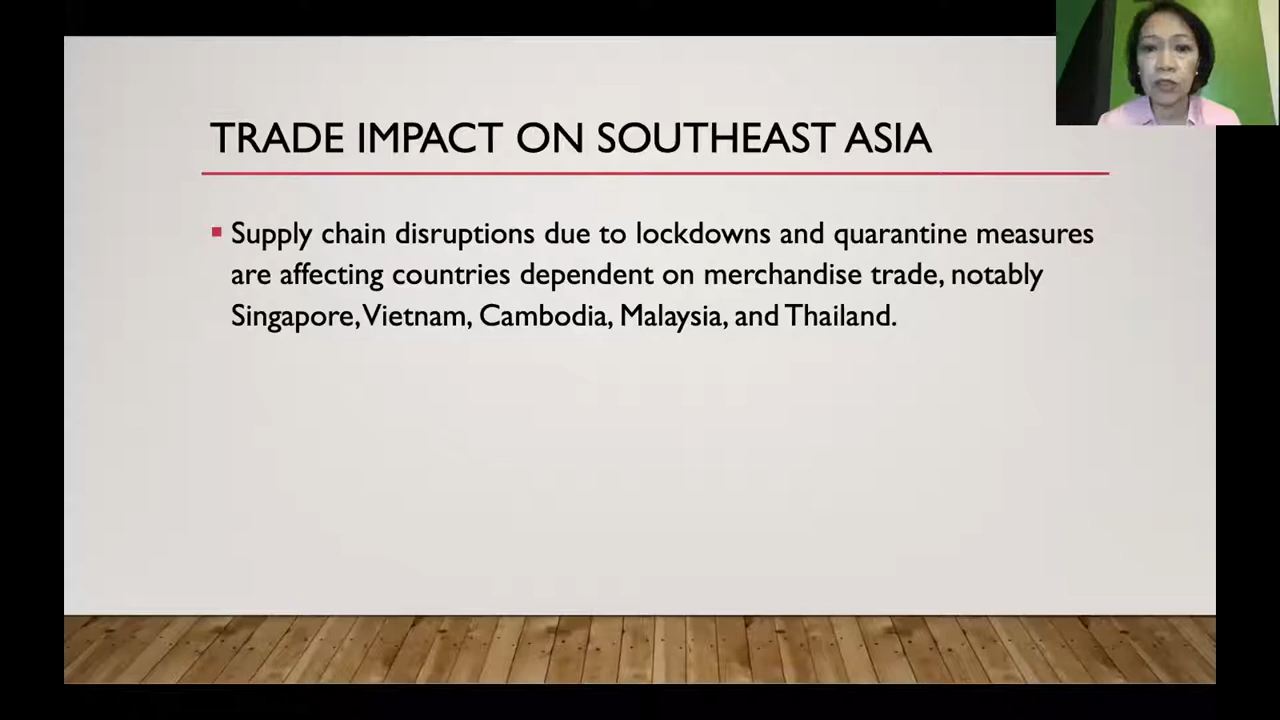 TRADE IMPACT ON SOUTHEAST ASIA
Supply chain disruptions due to lockdowns and quarantine measures
are affecting countries dependent on merchandise trade, notably
Singapore, Vietnam, Cambodia, Malaysia, and Thailand.